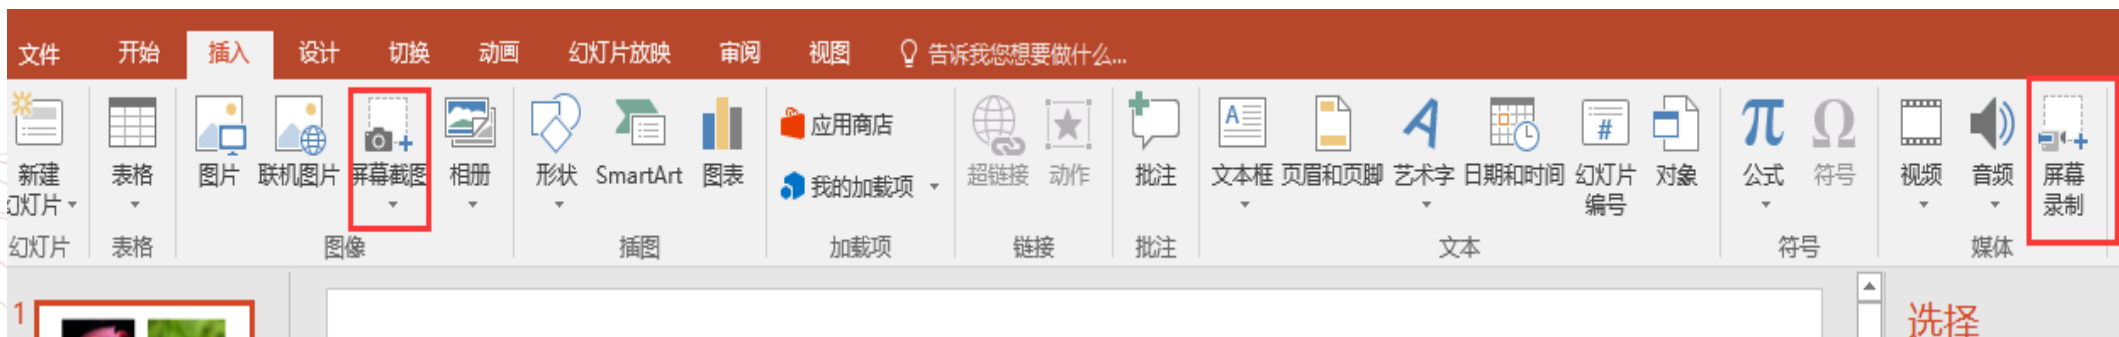 文件 开始 插入 设计 切换 动画 幻灯片放映 审阅 视图 告诉我您想要做什么...
新建
幻灯片
表格
图片
联机图片
屏幕截图
相册
形状
SmartArt
图表
应用商店
我的加载项
超链接
动作
批注
文本框
页眉和页脚
艺术字
日期和时间
幻灯片
编号
对象
公式
符号
视频
音频
屏幕
录制
幻灯片 表格 图像 插图 加载项 链接 批注 文本 符号 媒体
1
选择